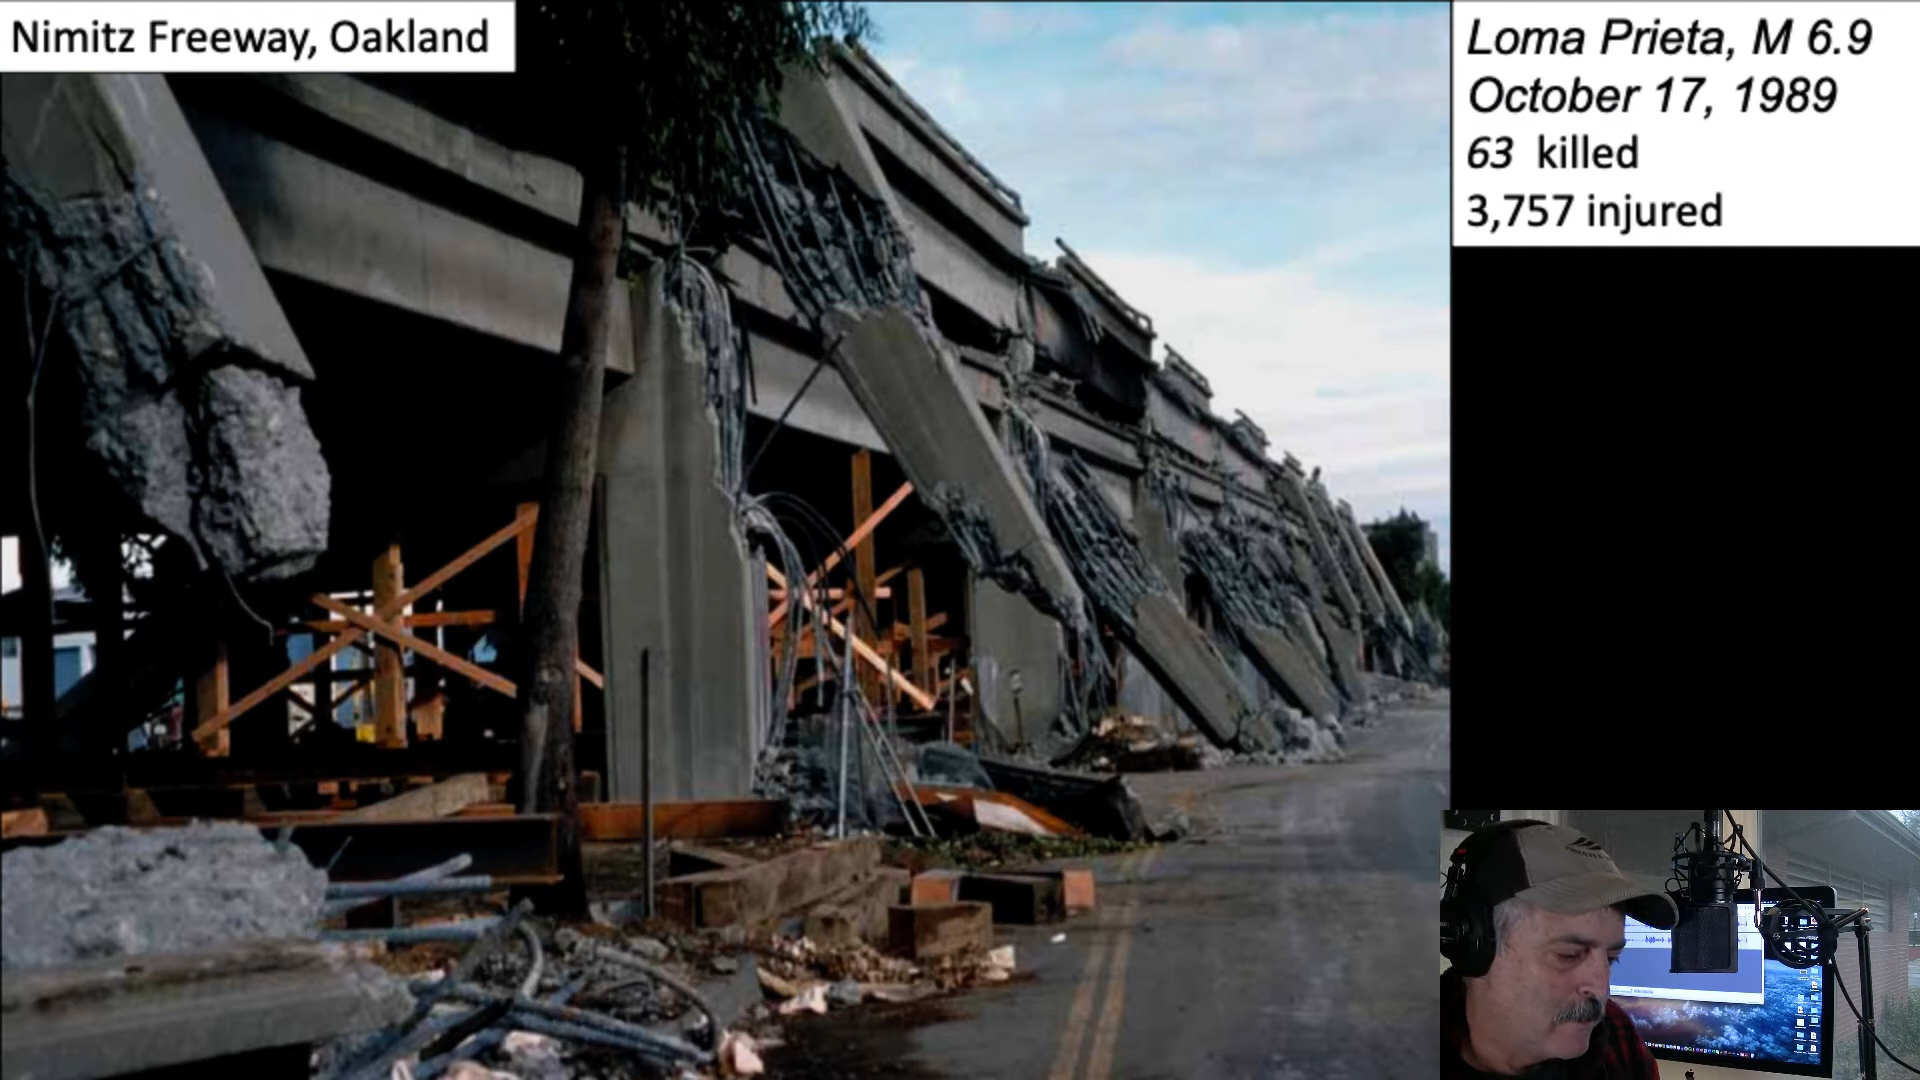 Nimitz Freeway, Oakland
Loma Prieta, M 6.9
October 17, 1989
63 killed
3,757 injured